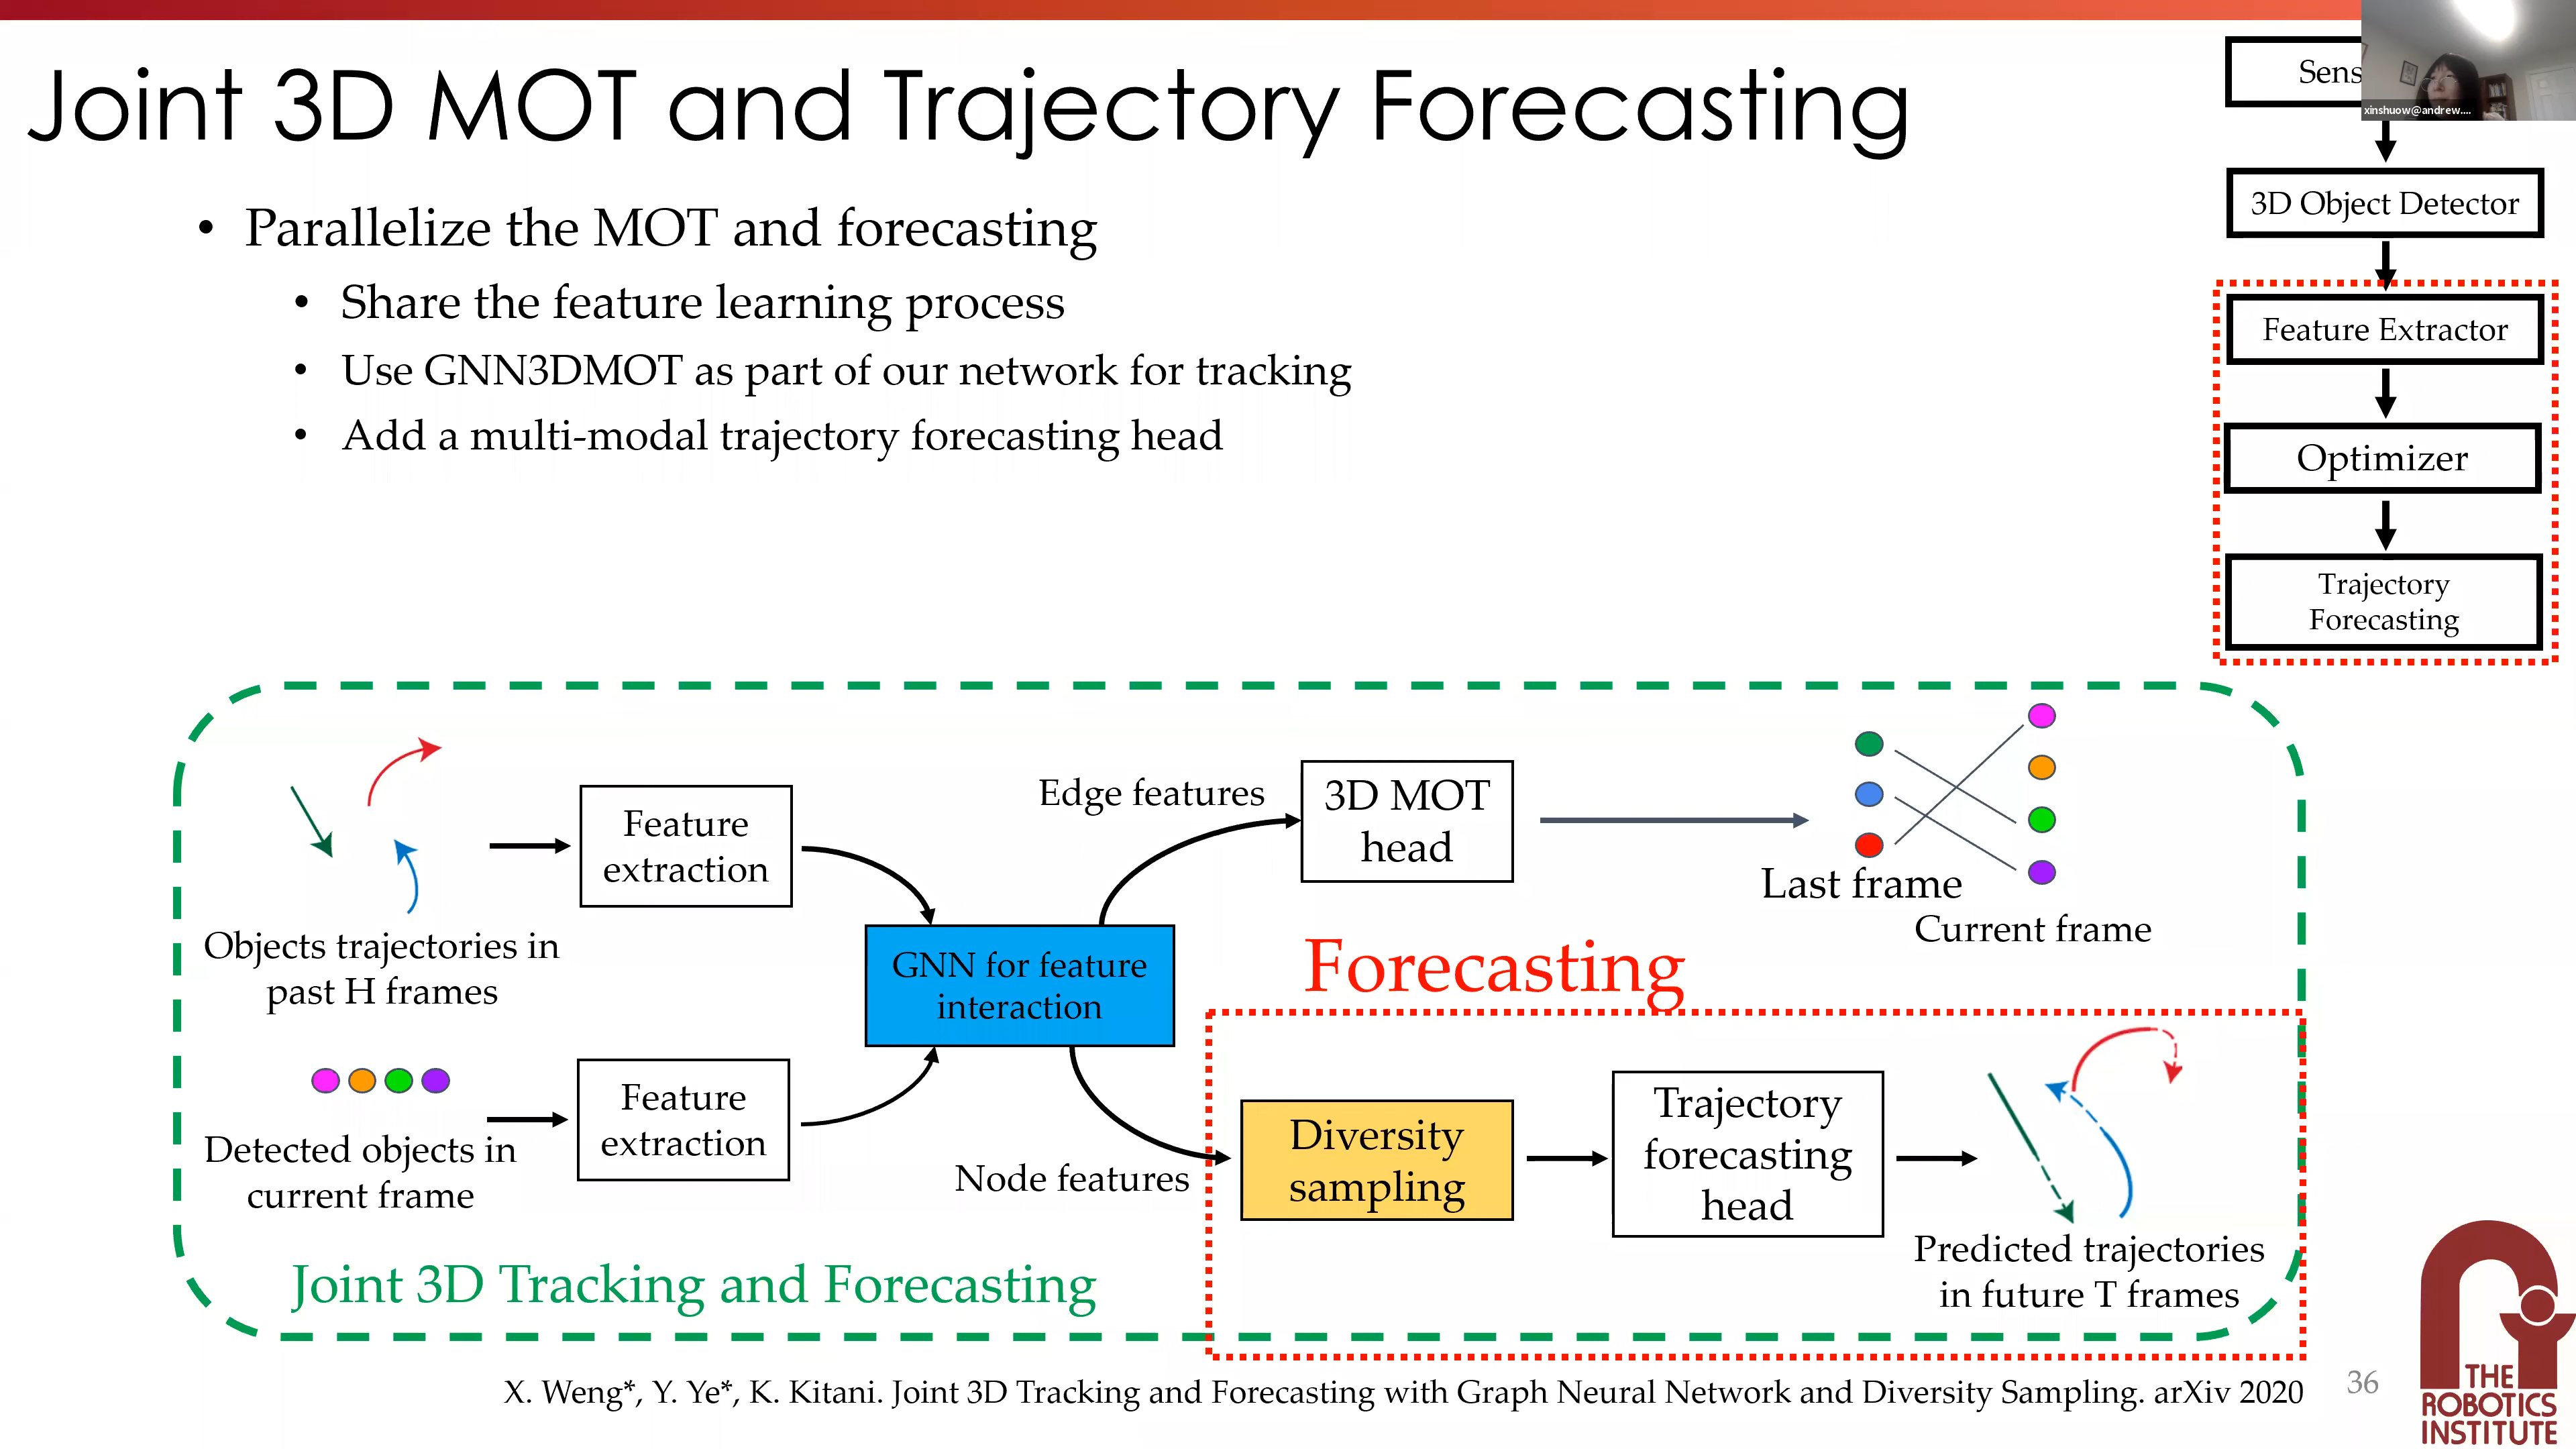 Joint 3D MOT and Trajectory Forecasting
• Parallelize the MOT and forecasting
• Share the feature learning process
• Use GNN3DMOT as part of our network for tracking
• Add a multi-modal trajectory forecasting head
xinshuow@andrew....
3D Object Detector
Feature Extractor
Optimizer
Trajectory
Forecasting
Objects trajectories in
past H frames
Feature
extraction
Detected objects in
current frame
Feature
extraction
GNN for feature
interaction
Edge features
3D MOT
head
Last frame
Current frame
Forecasting
Node features
Diversity
sampling
Trajectory
forecasting
head
Predicted trajectories
in future T frames
Joint 3D Tracking and Forecasting
X. Weng*, Y. Ye*, K. Kitani. Joint 3D Tracking and Forecasting with Graph Neural Network and Diversity Sampling. arXiv 2020
36
THE
ROBOTICS
INSTITUTE